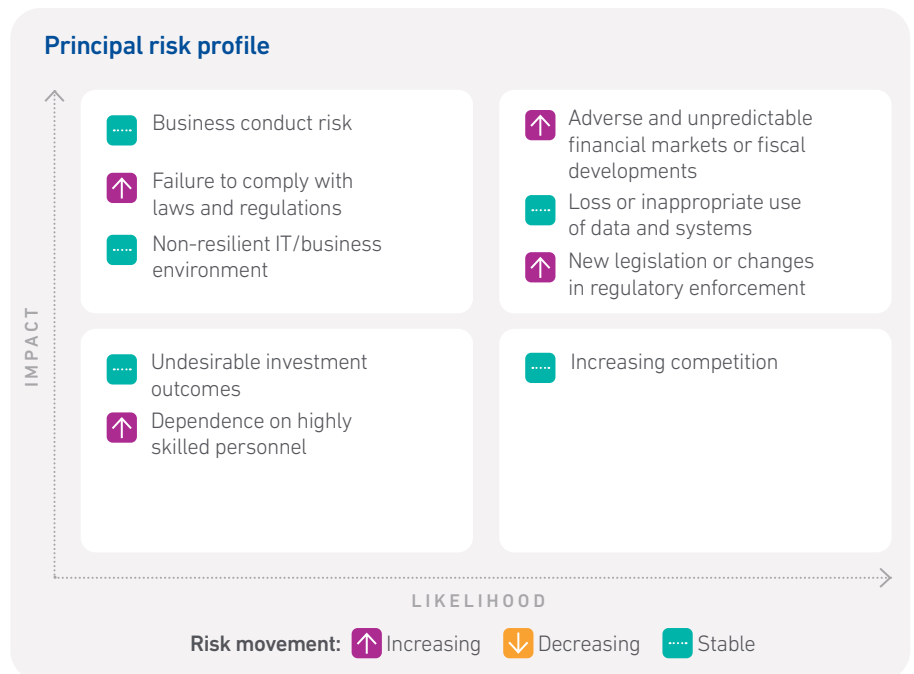 Principal risk profile
Business conduct risk
Failure to comply with
laws and regulations
Non-resilient IT/business
environment
Adverse and unpredictable
financial markets or fiscal
developments
Loss or inappropriate use
of data and systems
New legislation or changes
in regulatory enforcement
IMPACT
Undesirable investment
outcomes
Dependence on highly
skilled personnel
Increasing competition
LIKELIHOOD
Risk movement: Increasing Decreasing Stable